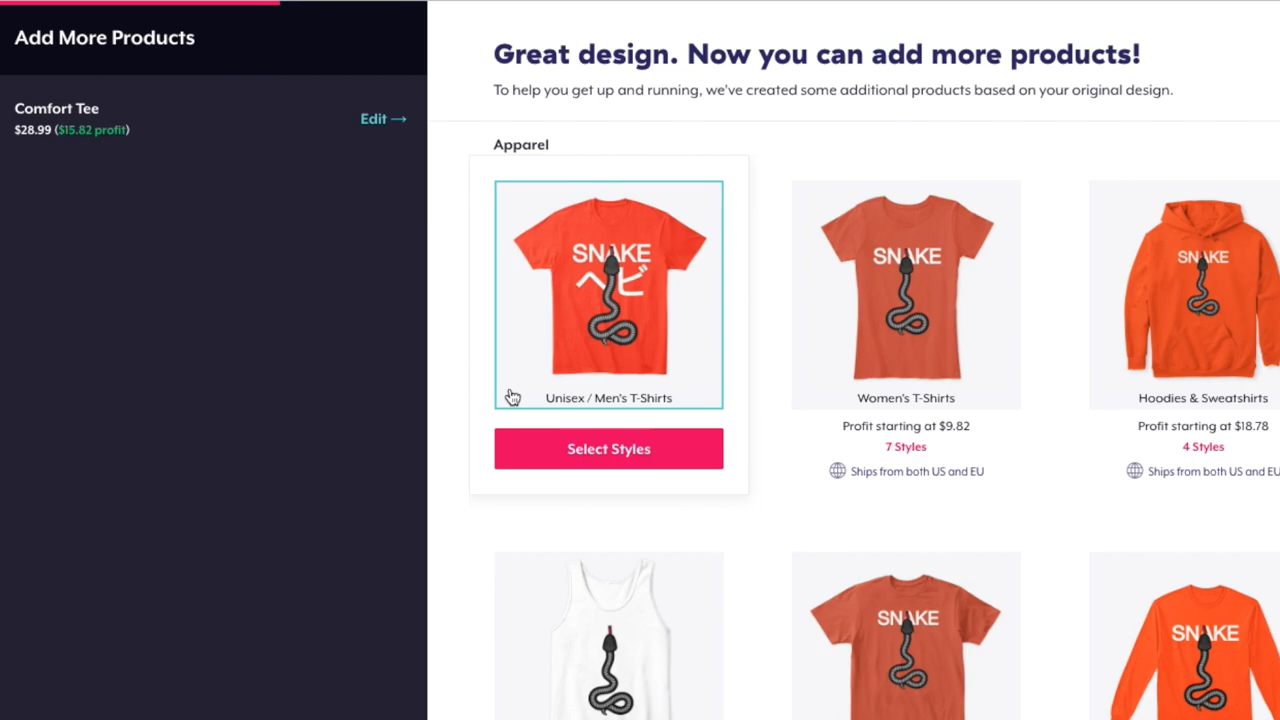 Add More Products
Comfort Tee
$28.99 ($15.82 profit)
Edit →
Great design. Now you can add more products!
To help you get up and running, we've created some additional products based on your original design.
Apparel
SNAKE
ヘビ
Unisex / Men's T-Shirts
Select Styles
SNAKE
Women's T-Shirts
Profit starting at $9.82
7 Styles
Ships from both US and EU
SNAKE
Hoodies & Sweatshirts
Profit starting at $18.78
4 Styles
Ships from both US and EU
SNAKE
SNAKE